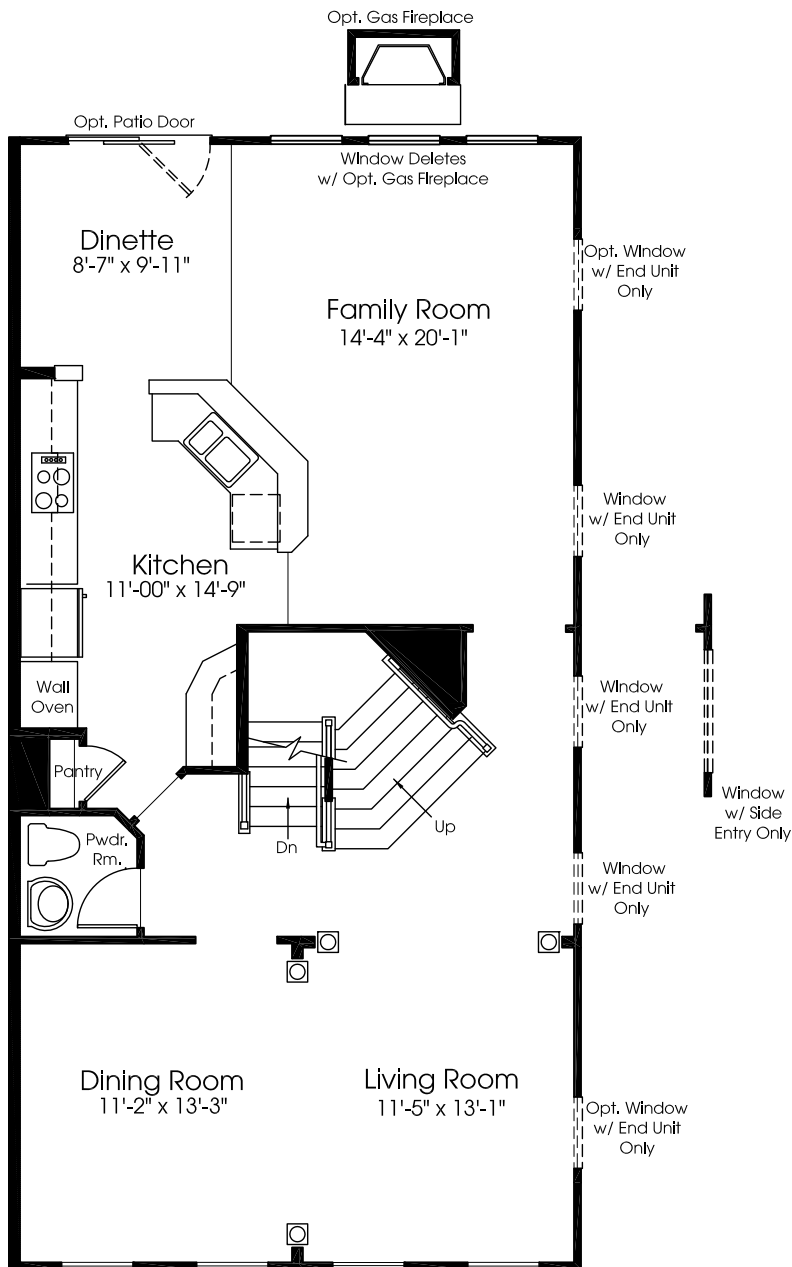 Opt. Gas Fireplace
Opt. Patio Door
Window Deletes
w/ Opt. Gas Fireplace
Dinette
8'-7" x 9'-11"
Opt. Window
w/ End Unit
Only
Family Room
14'-4" x 20'-1"
Window
w/ End Unit
Only
Kitchen
11'-00" x 14'-9"
Wall
Oven
Window
w/ End Unit
Only
Pantry
Window
w/ Side
Entry Only
Up
Pwdr.
Rm.
Dn
Window
w/ End Unit
Only
Dining Room
11'-2" x 13'-3"
Living Room
11'-5" x 13'-1"
Opt. Window
w/ End Unit
Only